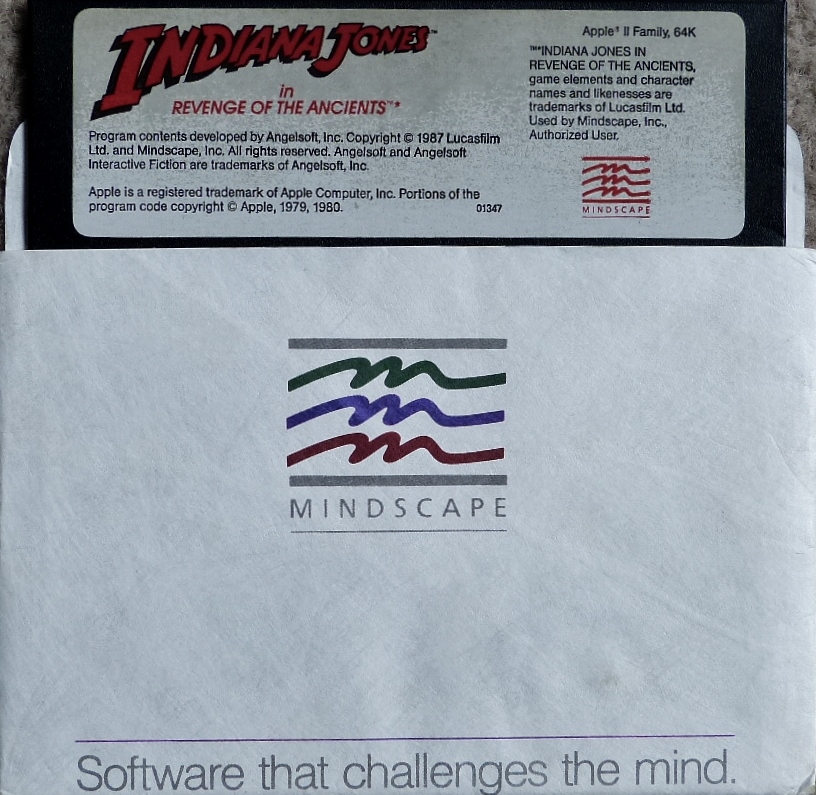 INDIANA JONES™
in
REVENGE OF THE ANCIENTS™*
Program contents developed by Angelsoft, Inc. Copyright © 1987 Lucasfilm
Ltd. and Mindscape, Inc. All rights reserved. Angelsoft and Angelsoft
Interactive Fiction are trademarks of Angelsoft, Inc.
Apple is a registered trademark of Apple Computer, Inc. Portions of the
program code copyright © Apple, 1979, 1980.
01347
Apple® II Family, 64K
™*INDIANA JONES IN
REVENGE OF THE ANCIENTS,
game elements and character
names and likenesses are
trademarks of Lucasfilm Ltd.
Used by Mindscape, Inc.,
Authorized User.
MINDSCAPE
MINDSCAPE
Software that challenges the mind.